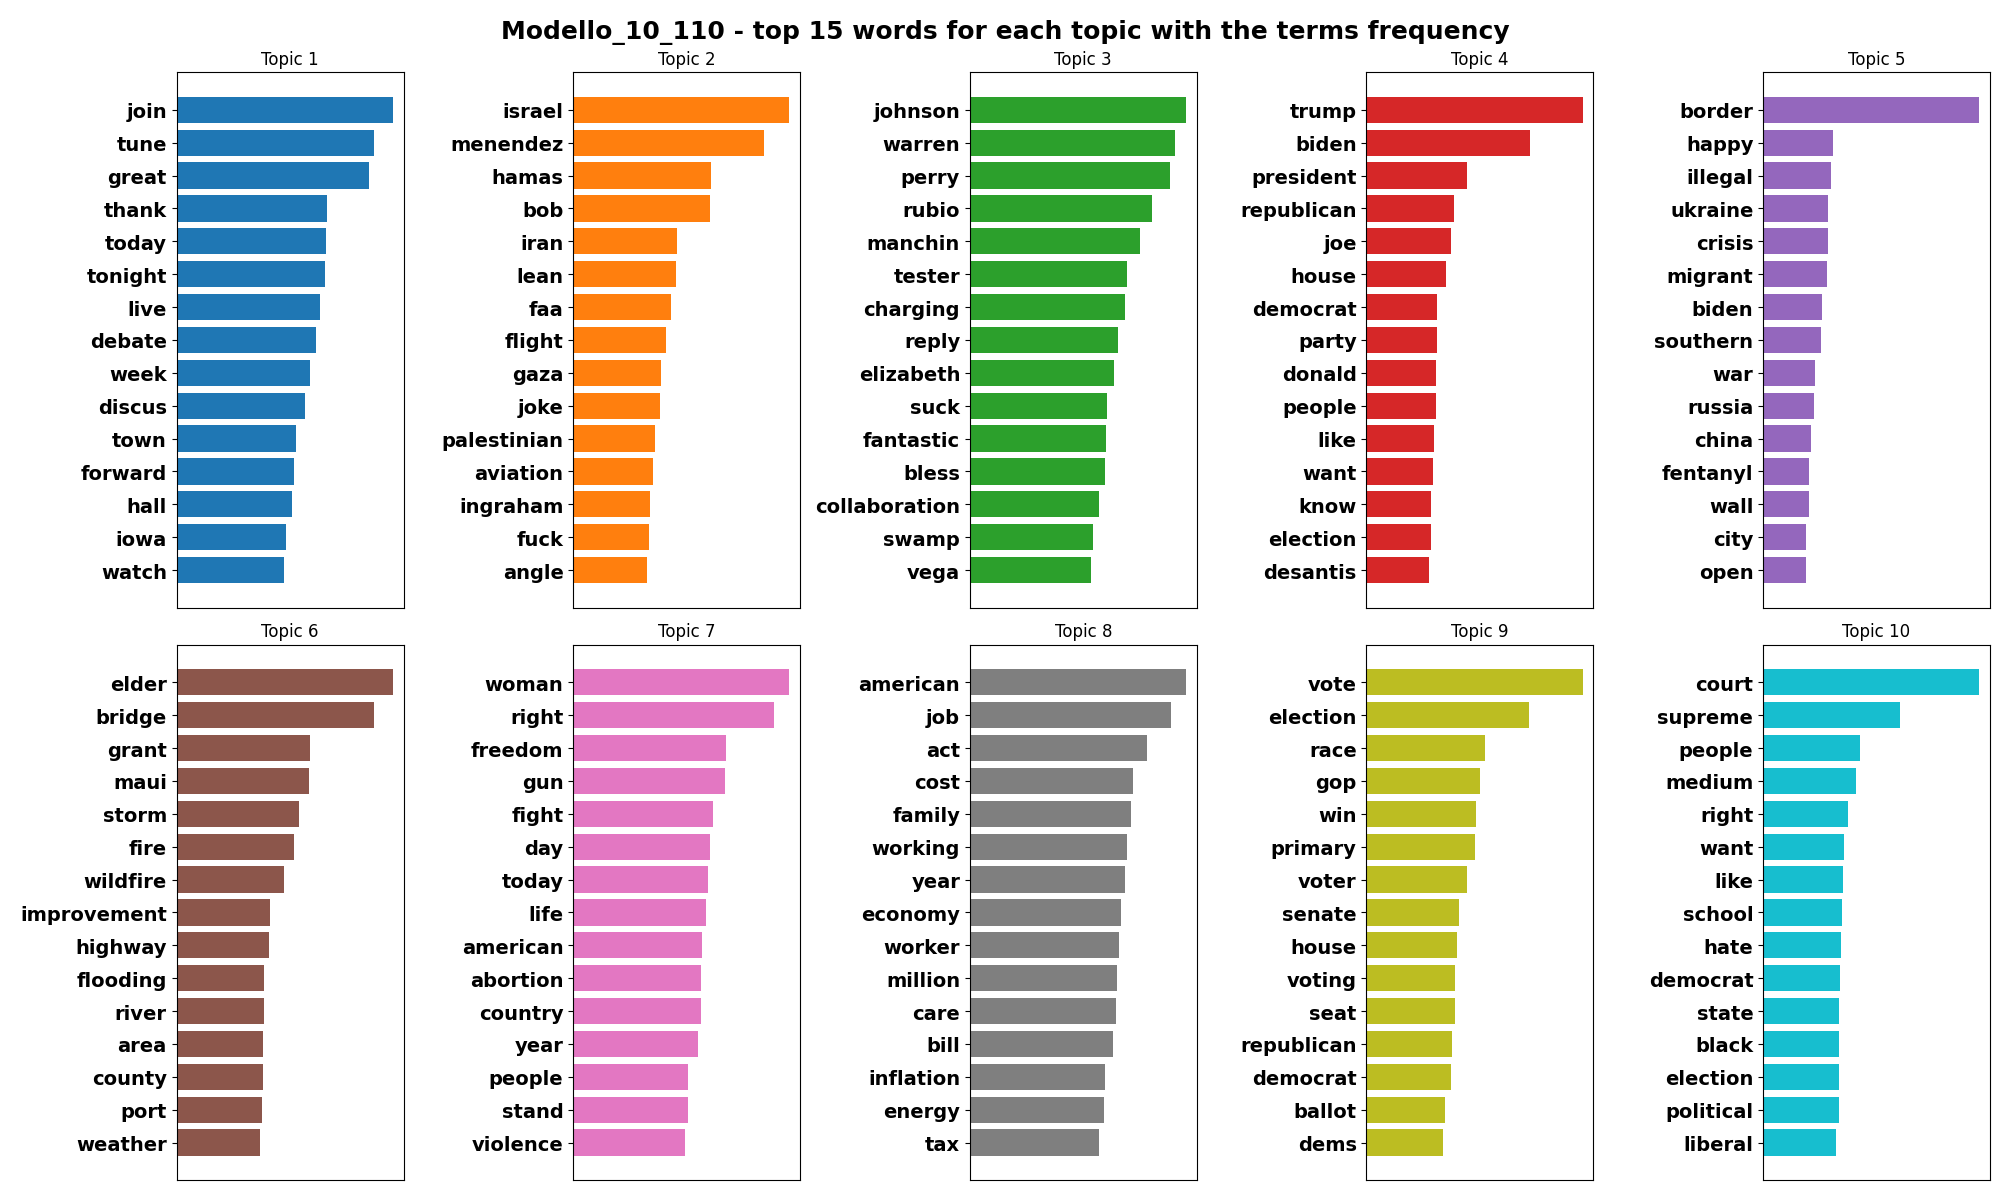 Modello_10_110 - top 15 words for each topic with the terms frequency
Topic 1
join
tune
great
thank
today
tonight
live
debate
week
discus
town
forward
hall
iowa
watch
Topic 2
israel
menendez
hamas
bob
iran
lean
faa
flight
gaza
joke
palestinian
aviation
ingraham
fuck
angle
Topic 3
johnson
warren
perry
rubio
manchin
tester
charging
reply
elizabeth
suck
fantastic
bless
collaboration
swamp
vega
Topic 4
trump
biden
president
republican
joe
house
democrat
party
donald
people
like
want
know
election
desantis
Topic 5
border
happy
illegal
ukraine
crisis
migrant
biden
southern
war
russia
china
fentanyl
wall
city
open
Topic 6
elder
bridge
grant
maui
storm
fire
wildfire
improvement
highway
flooding
river
area
county
port
weather
Topic 7
woman
right
freedom
gun
fight
day
today
life
american
abortion
country
year
people
stand
violence
Topic 8
american
job
act
cost
family
working
year
economy
worker
million
care
bill
inflation
energy
tax
Topic 9
vote
election
race
gop
win
primary
voter
senate
house
voting
seat
republican
democrat
ballot
dems
Topic 10
court
supreme
people
medium
right
want
like
school
hate
democrat
state
black
election
political
liberal